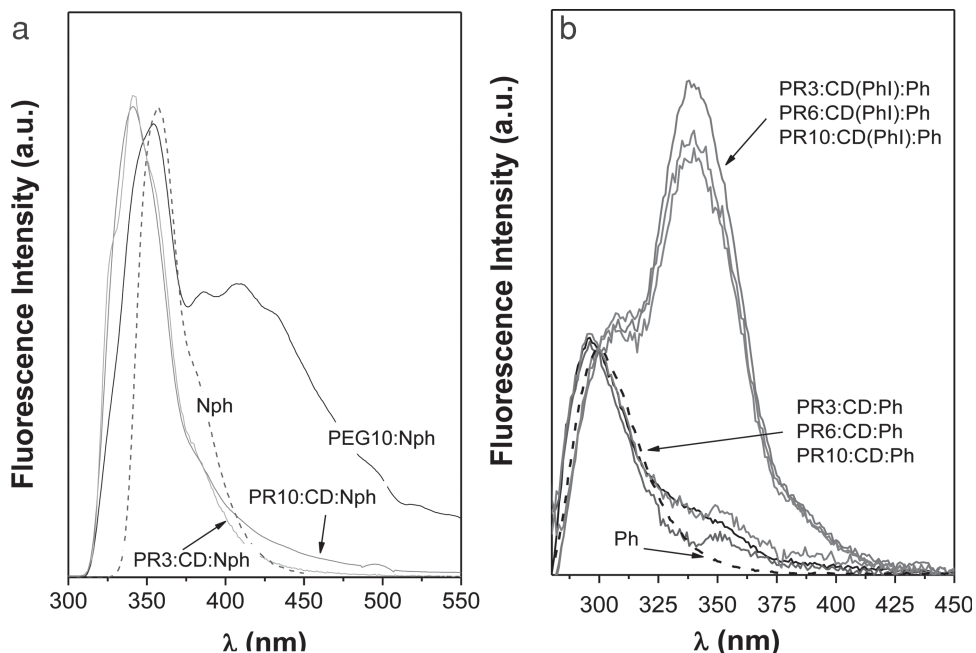 a
Fluorescence Intensity (a.u.)
Nph
PEG10:Nph
PR10:CD:Nph
PR3:CD:Nph
300 350 400 450 500 550
λ (nm)
b
Fluorescence Intensity (a.u.)
PR3:CD(PhI):Ph
PR6:CD(PhI):Ph
PR10:CD(PhI):Ph
PR3:CD:Ph
PR6:CD:Ph
PR10:CD:Ph
Ph
300 325 350 375 400 425 450
λ (nm)